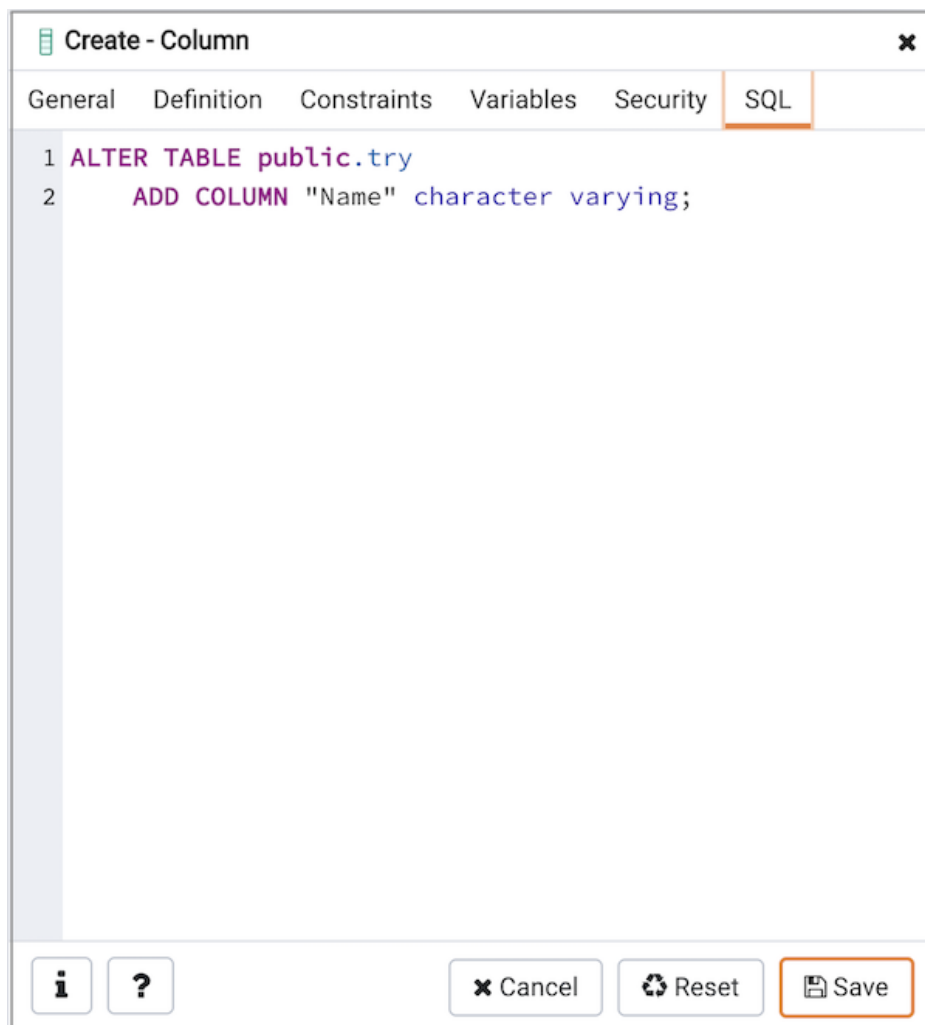 Create - Column
General Definition Constraints Variables Security SQL
1 ALTER TABLE public.try
2 ADD COLUMN "Name" character varying;
i ? Cancel Reset Save